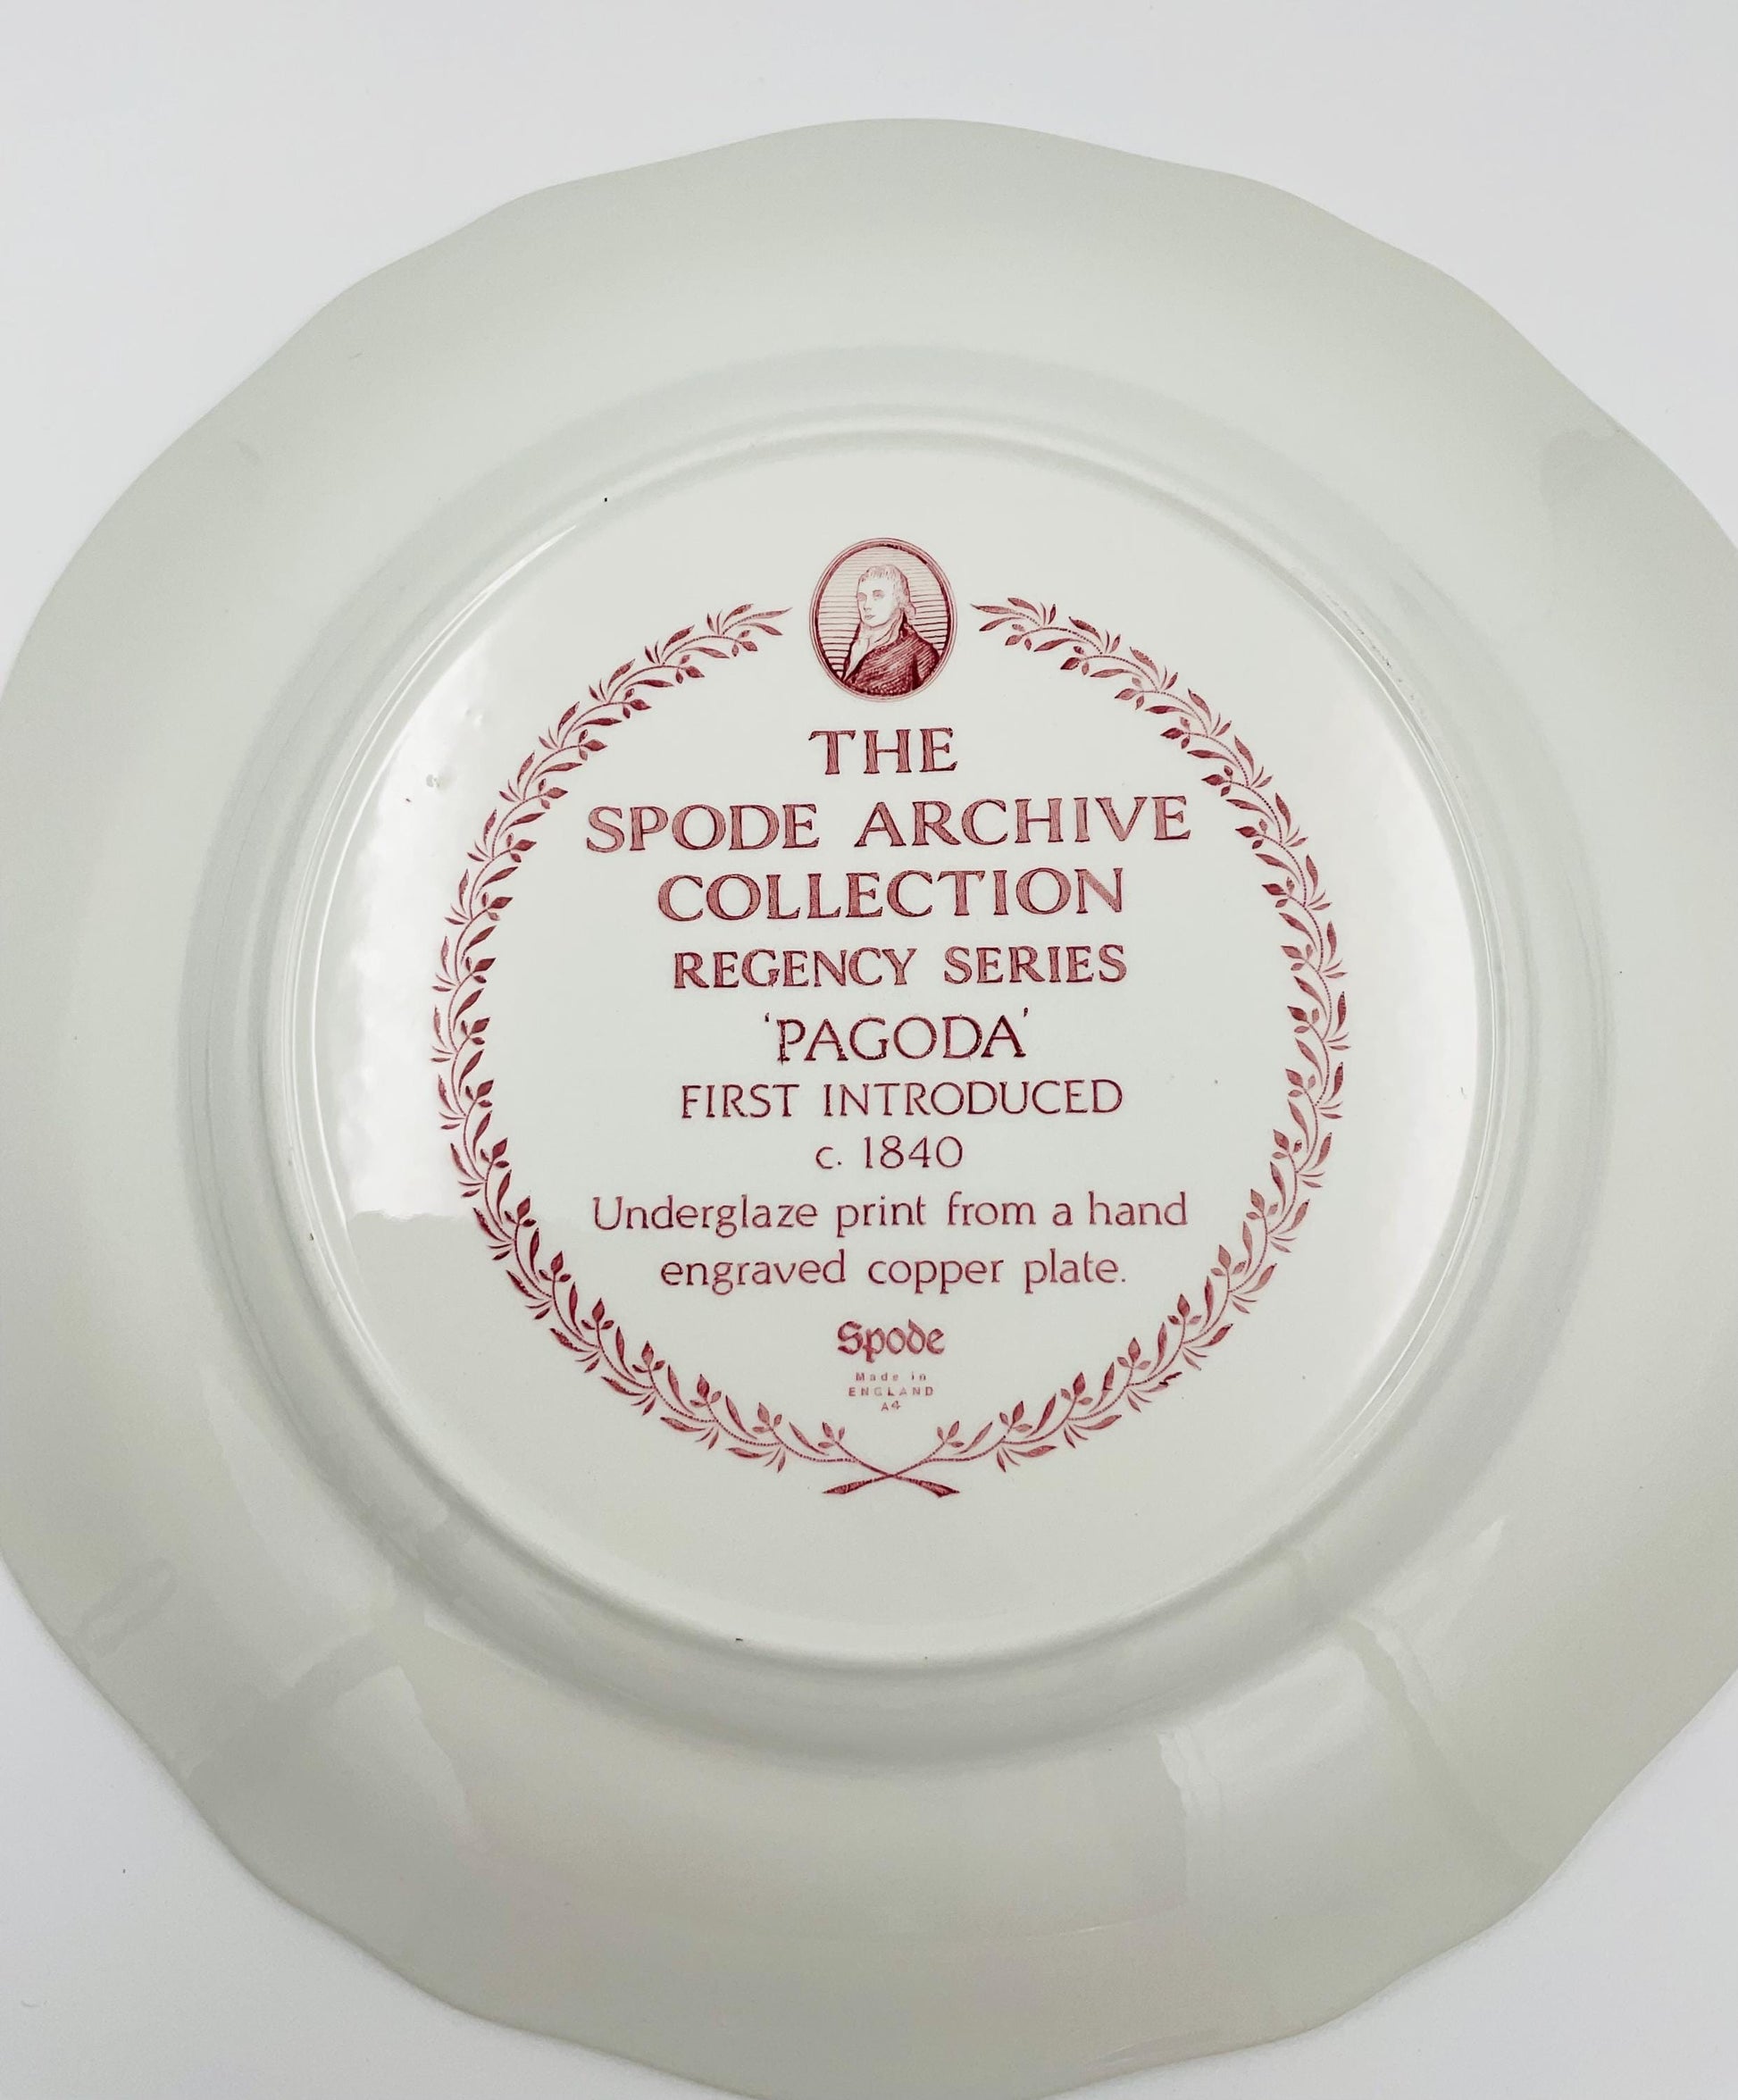 THE
SPODE ARCHIVE
COLLECTION
REGENCY SERIES
‘PAGODA’
FIRST INTRODUCED
c. 1840
Underglaze print from a hand
engraved copper plate.
Spode
Made in
ENGLAND
A4